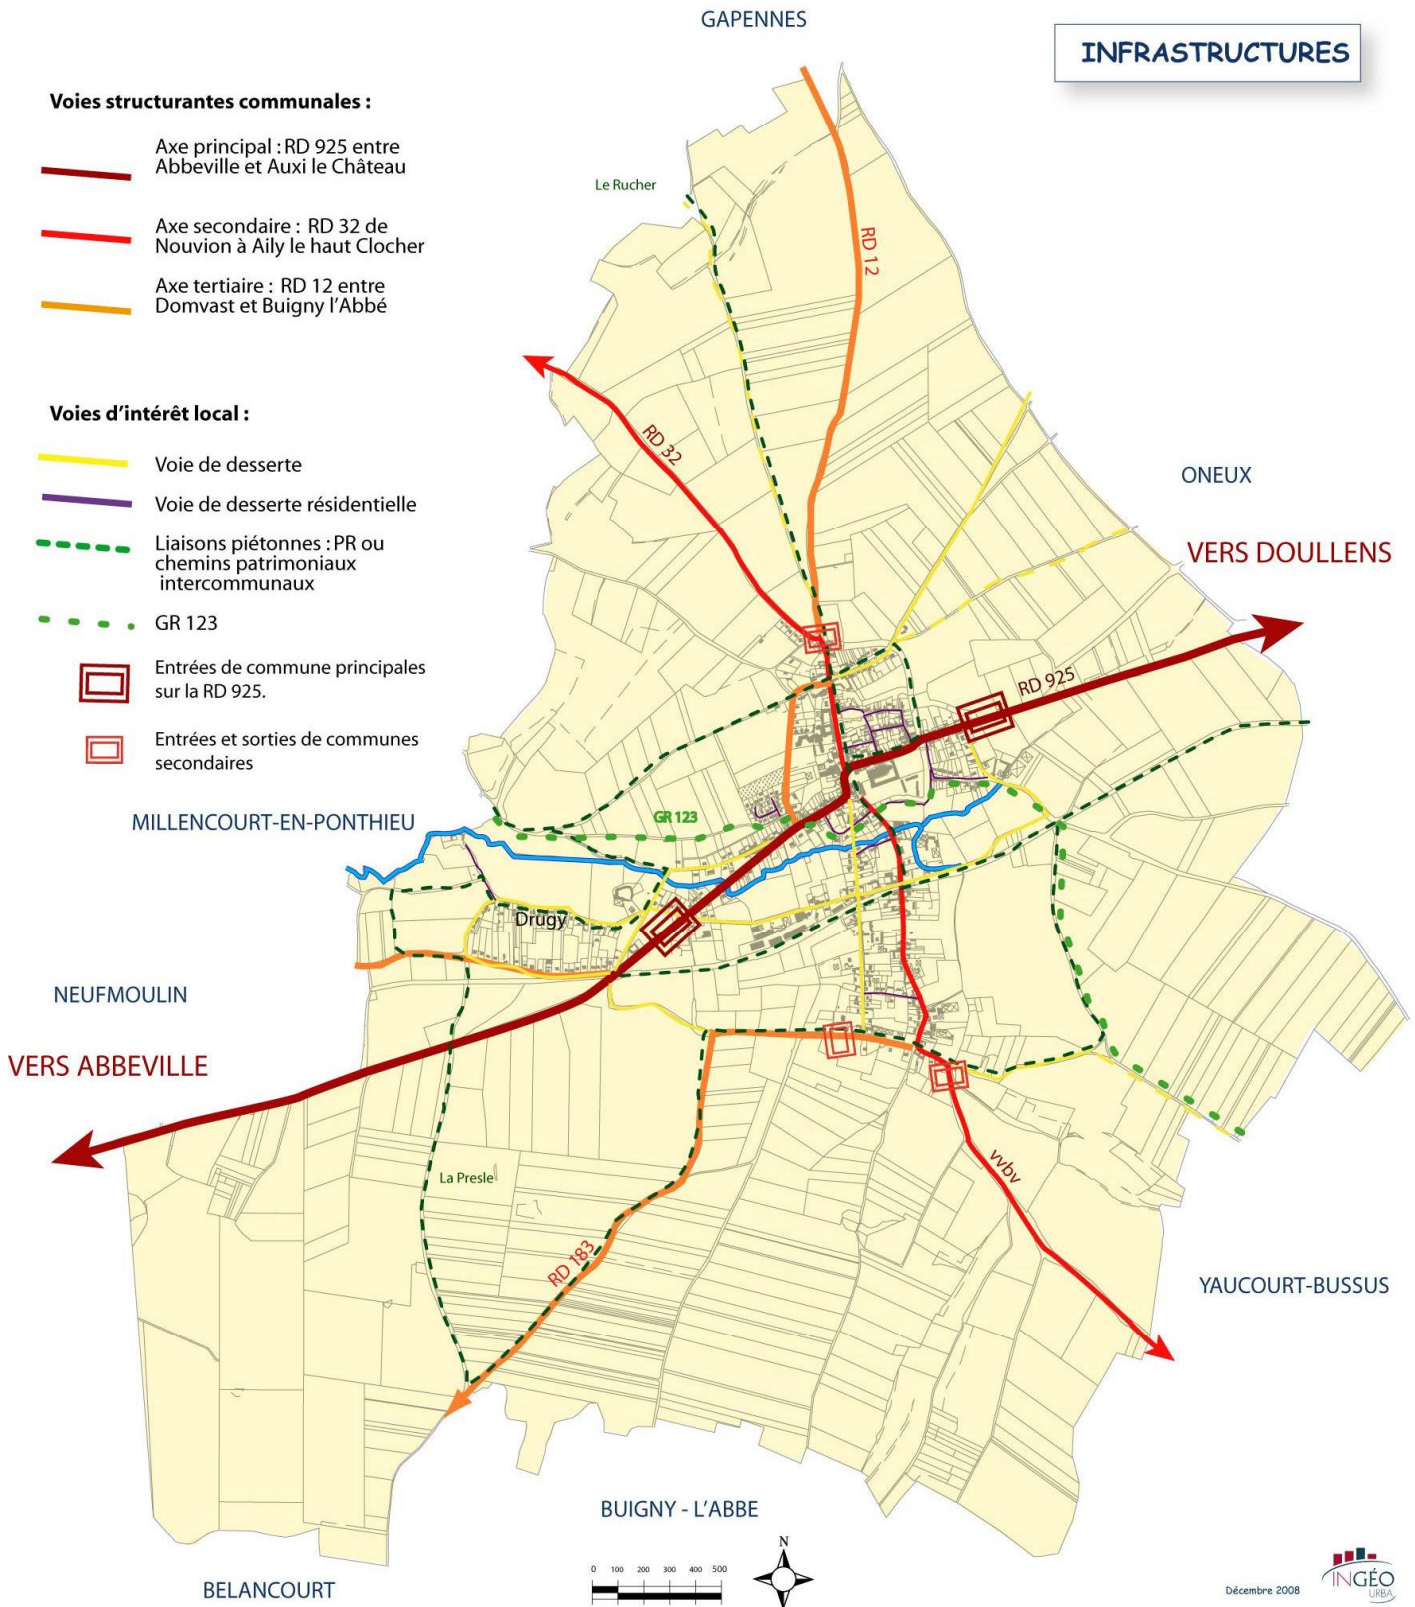 GAPENNES
INFRASTRUCTURES
Voies structurantes communales :
Axe principal : RD 925 entre
Abbeville et Auxi le Château
Axe secondaire : RD 32 de
Nouvion à Aily le haut Clocher
Axe tertiaire : RD 12 entre
Domvast et Buigny l'Abbé
Voies d'intérêt local :
Voie de desserte
Voie de desserte résidentielle
Liaisons piétonnes : PR ou
chemins patrimoniaux
intercommunaux
GR 123
Entrées de commune principales
sur la RD 925.
Entrées et sorties de communes
secondaires
Le Rucher
RD 12
RD 32
ONEUX
VERS DOULLENS
RD 925
MILLENCOURT-EN-PONTHIEU
GR 123
Drugy
NEUFMOULIN
VERS ABBEVILLE
La Presle
vvbv
RD 183
YAUCOURT-BUSSUS
BUIGNY - L'ABBE
BELANCOURT
N
0 100 200 300 400 500
Décembre 2008
INGÉO
URBA